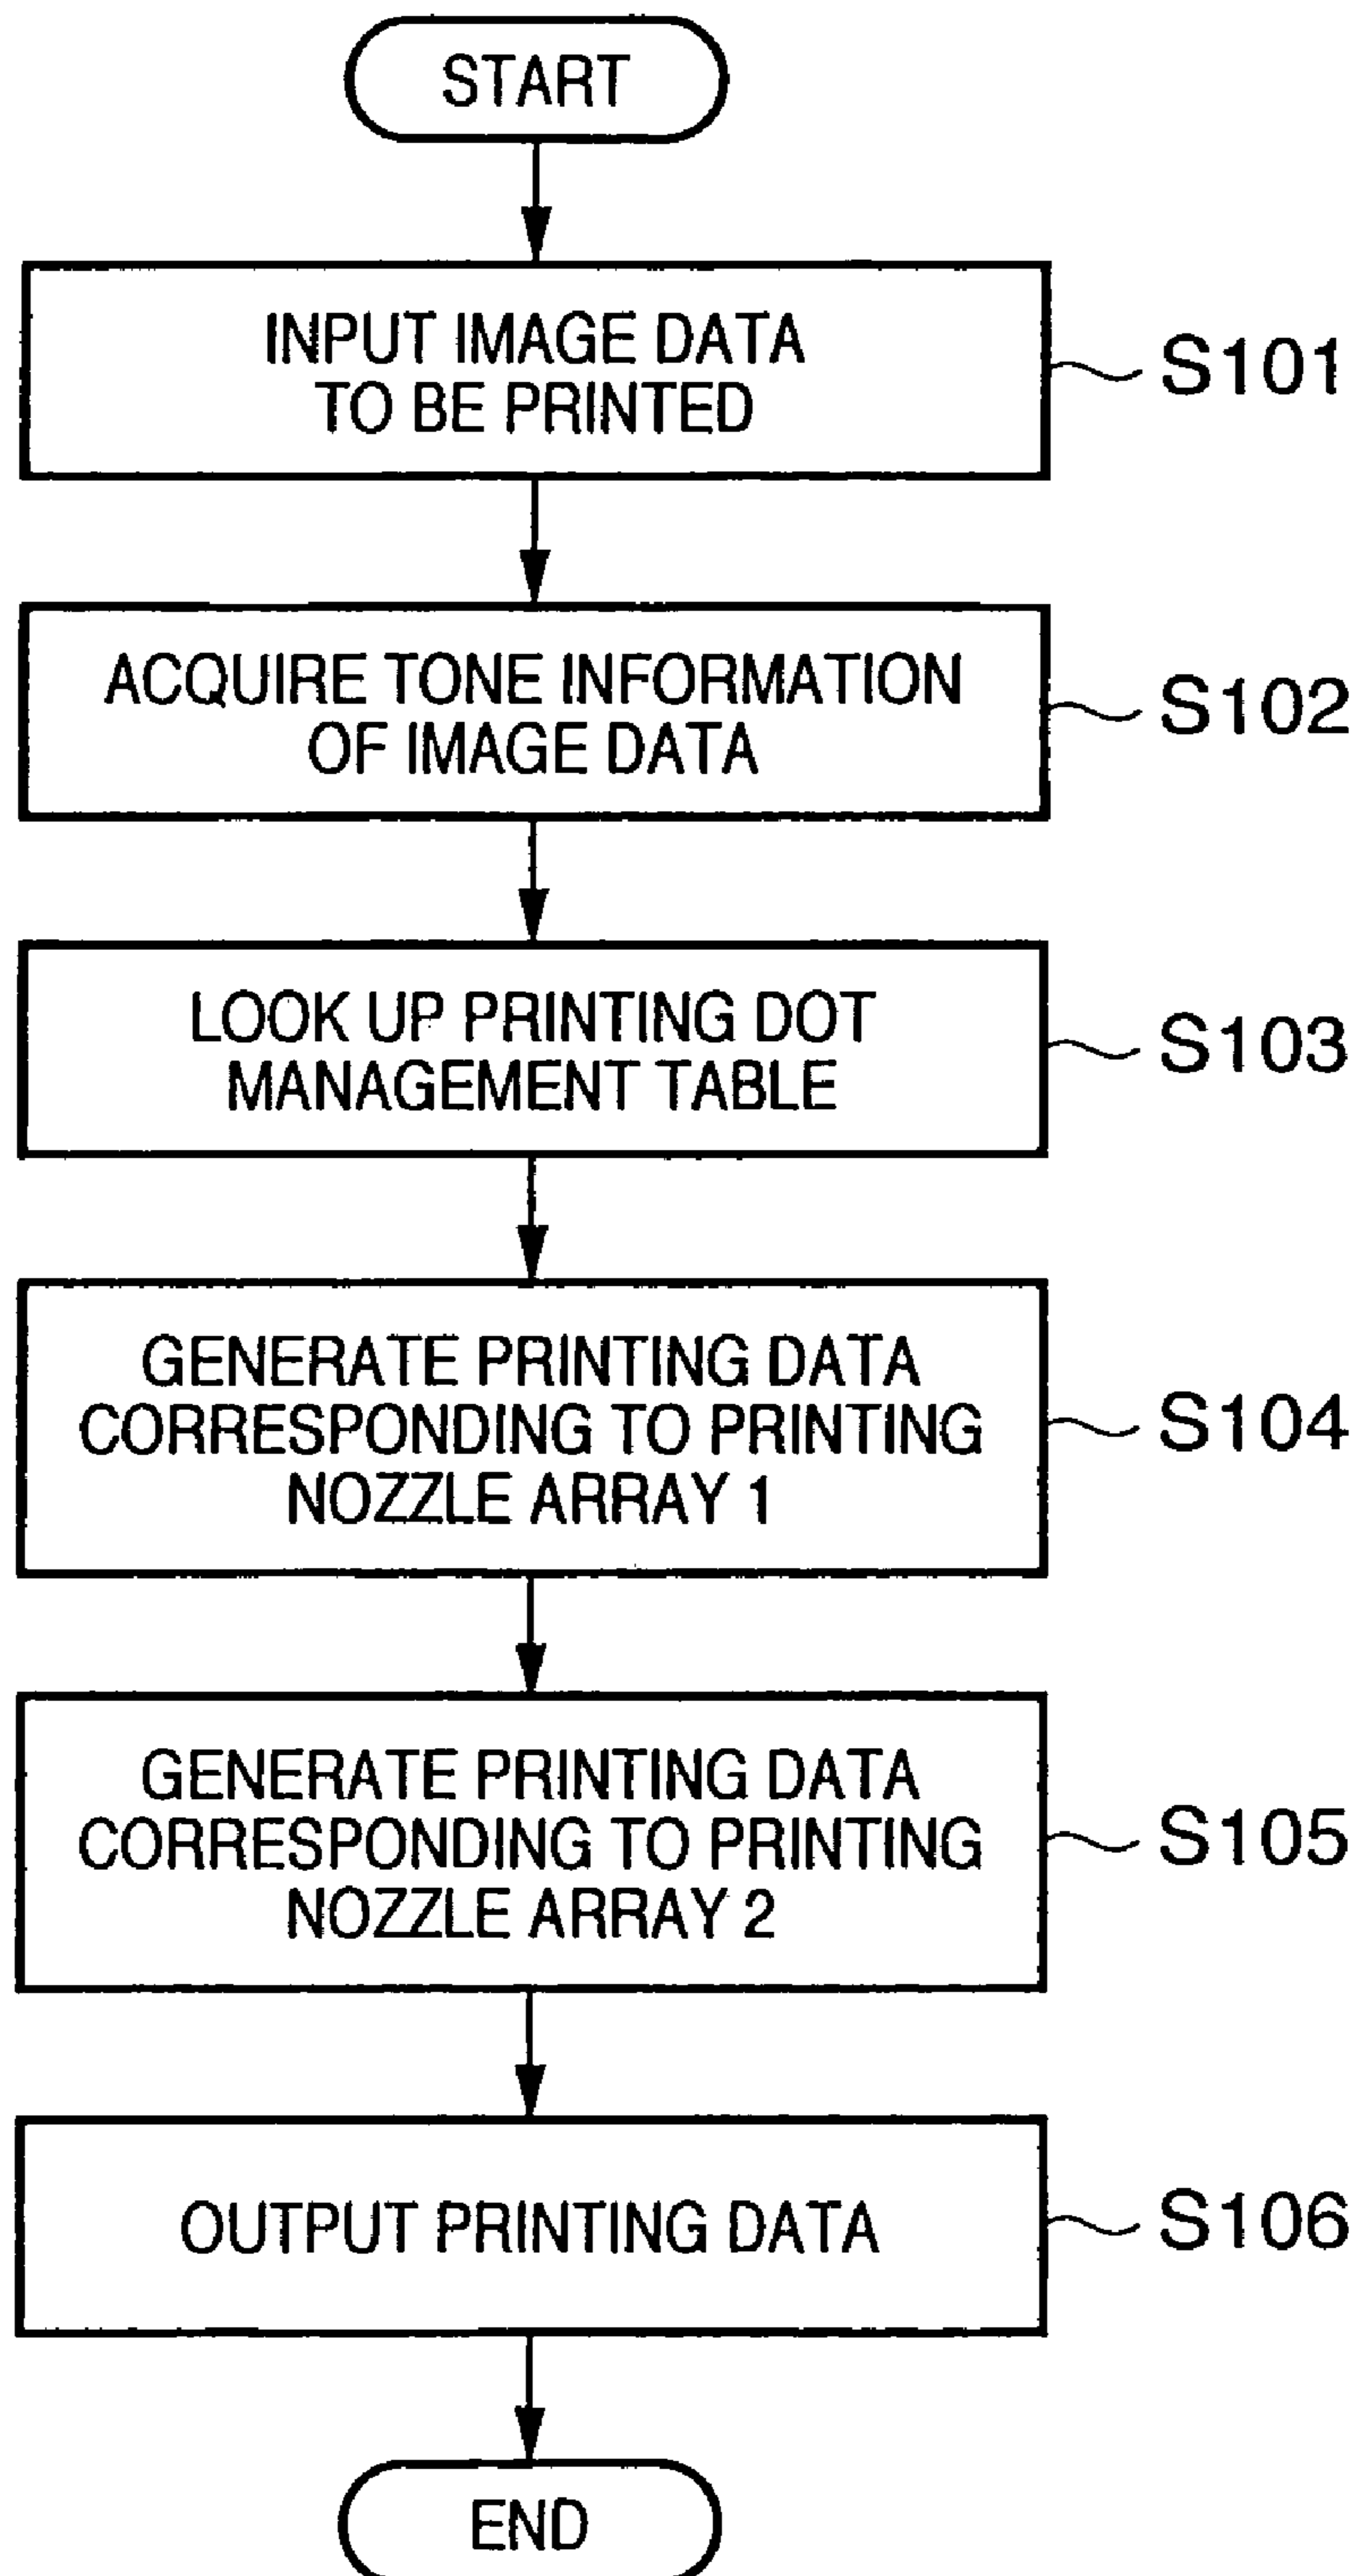 START
INPUT IMAGE DATA
TO BE PRINTED
S101
ACQUIRE TONE INFORMATION
OF IMAGE DATA
S102
LOOK UP PRINTING DOT
MANAGEMENT TABLE
S103
GENERATE PRINTING DATA
CORRESPONDING TO PRINTING
NOZZLE ARRAY 1
S104
GENERATE PRINTING DATA
CORRESPONDING TO PRINTING
NOZZLE ARRAY 2
S105
OUTPUT PRINTING DATA
S106
END